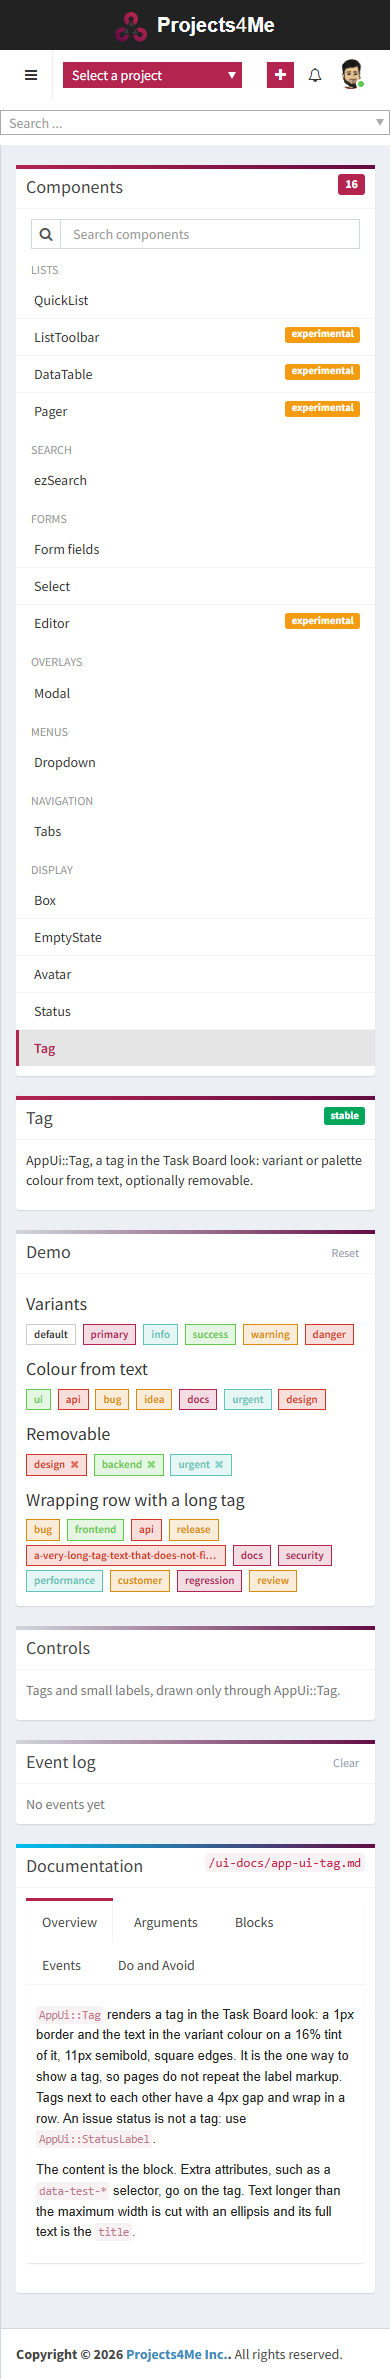 Projects4Me
Select a project
Search ...
Components
16
Search components
LISTS
QuickList
ListToolbar
experimental
DataTable
experimental
Pager
experimental
SEARCH
ezSearch
FORMS
Form fields
Select
Editor
experimental
OVERLAYS
Modal
MENUS
Dropdown
NAVIGATION
Tabs
DISPLAY
Box
EmptyState
Avatar
Status
Tag
Tag
stable
AppUi::Tag, a tag in the Task Board look: variant or palette
colour from text, optionally removable.
Demo
Reset
Variants
default primary info success warning danger
Colour from text
ui api bug idea docs urgent design
Removable
design ✖ backend ✖ urgent ✖
Wrapping row with a long tag
bug frontend api release
a-very-long-tag-text-that-does-not-fi... docs security
performance customer regression review
Controls
Tags and small labels, drawn only through AppUi::Tag.
Event log
Clear
No events yet
Documentation
/ui-docs/app-ui-tag.md
Overview Arguments Blocks
Events Do and Avoid
AppUi::Tag renders a tag in the Task Board look: a 1px
border and the text in the variant colour on a 16% tint
of it, 11px semibold, square edges. It is the one way to
show a tag, so pages do not repeat the label markup.
Tags next to each other have a 4px gap and wrap in a
row. An issue status is not a tag: use
AppUi::StatusLabel.
The content is the block. Extra attributes, such as a
data-test-* selector, go on the tag. Text longer than
the maximum width is cut with an ellipsis and its full
text is the title.
Copyright © 2026 Projects4Me Inc.. All rights reserved.